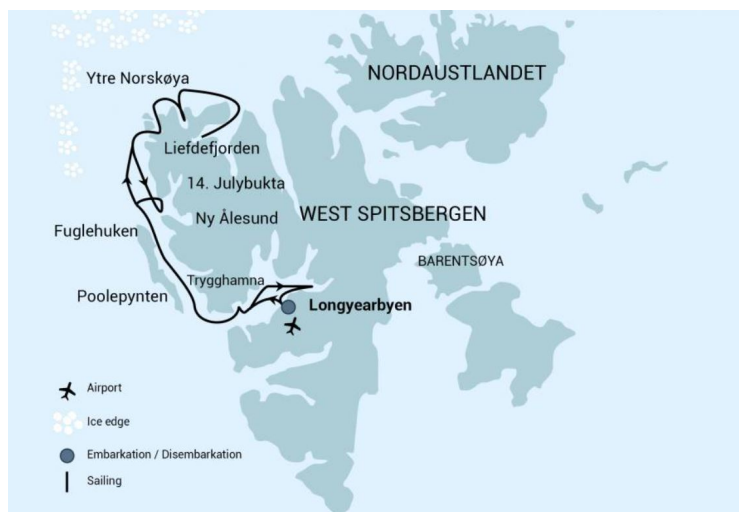 NORDAUSTLANDET
Ytre Norskøya
Liefdefjorden
14. Julybukta
Ny Ålesund
WEST SPITSBERGEN
Fuglehuken
BARENTSØYA
Trygghamna
Poolepynten
Longyearbyen
Airport
Ice edge
Embarkation / Disembarkation
Sailing